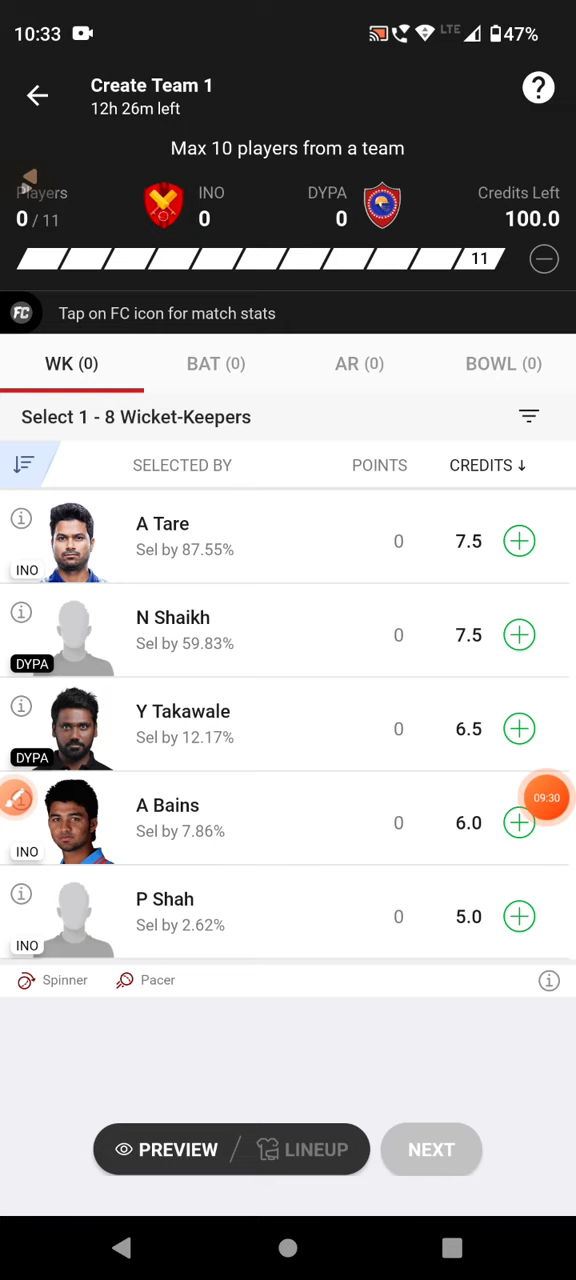 10:33 LTE 47%
Create Team 1
12h 26m left
Max 10 players from a team
Players INO DYPA Credits Left
0 / 11 0 0 100.0
11
FC Tap on FC icon for match stats
WK (0) BAT (0) AR (0) BOWL (0)
Select 1 - 8 Wicket-Keepers
SELECTED BY POINTS CREDITS ↓
A Tare
Sel by 87.55% 0 7.5
INO
N Shaikh
Sel by 59.83% 0 7.5
DYPA
Y Takawale
Sel by 12.17% 0 6.5
DYPA
09:30
A Bains
Sel by 7.86% 0 6.0
INO
P Shah
Sel by 2.62% 0 5.0
INO
Spinner Pacer
PREVIEW / LINEUP NEXT